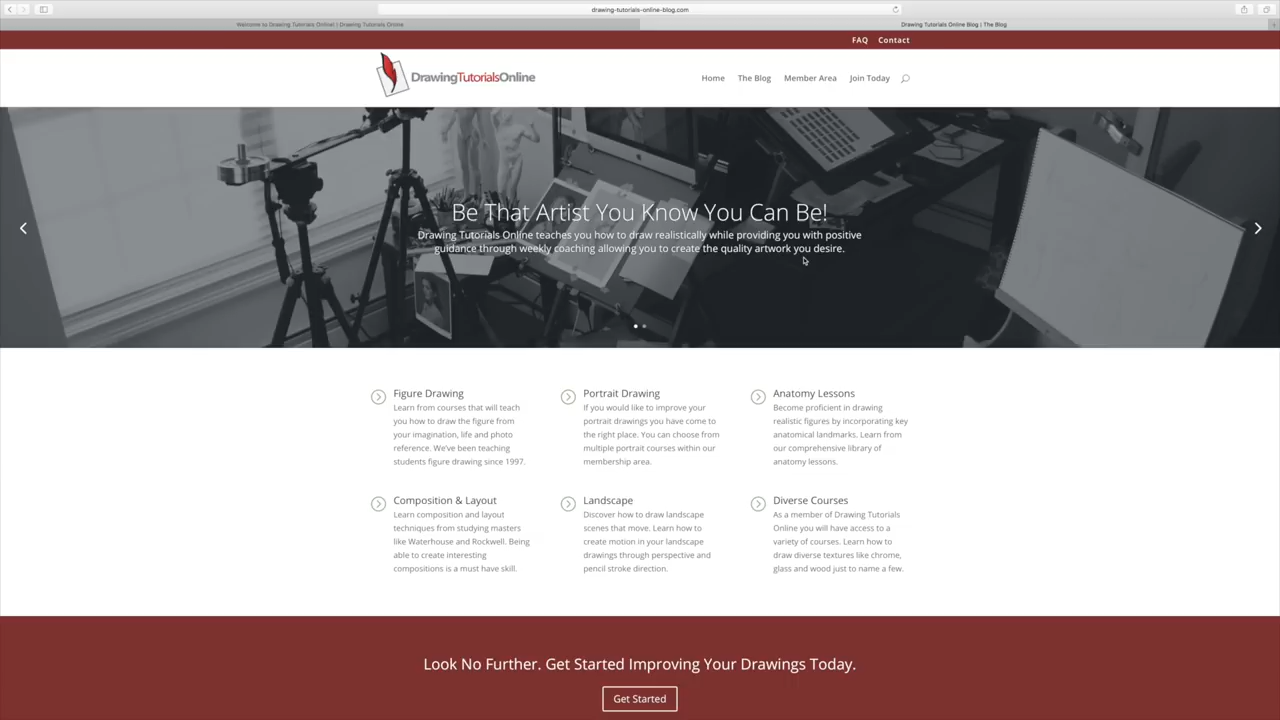 drawing-tutorials-online-blog.com
Welcome to Drawing Tutorials Online! | Drawing Tutorials Online
Drawing Tutorials Online Blog | The Blog
FAQ
Contact
DrawingTutorialsOnline
Home
The Blog
Member Area
Join Today
Be That Artist You Know You Can Be!
Drawing Tutorials Online teaches you how to draw realistically while providing you with positive
guidance through weekly coaching allowing you to create the quality artwork you desire.
Figure Drawing
Learn from courses that will teach
you how to draw the figure from
your imagination, life and photo
reference. We've been teaching
students figure drawing since 1997.
Portrait Drawing
If you would like to improve your
portrait drawings you have come to
the right place. You can choose from
multiple portrait courses within our
membership area.
Anatomy Lessons
Become proficient in drawing
realistic figures by incorporating key
anatomical landmarks. Learn from
our comprehensive library of
anatomy lessons.
Composition & Layout
Learn composition and layout
techniques from studying masters
like Waterhouse and Rockwell. Being
able to create interesting
compositions is a must have skill.
Landscape
Discover how to draw landscape
scenes that move. Learn how to
create motion in your landscape
drawings through perspective and
pencil stroke direction.
Diverse Courses
As a member of Drawing Tutorials
Online you will have access to a
variety of courses. Learn how to
draw diverse textures like chrome,
glass and wood just to name a few.
Look No Further. Get Started Improving Your Drawings Today.
Get Started